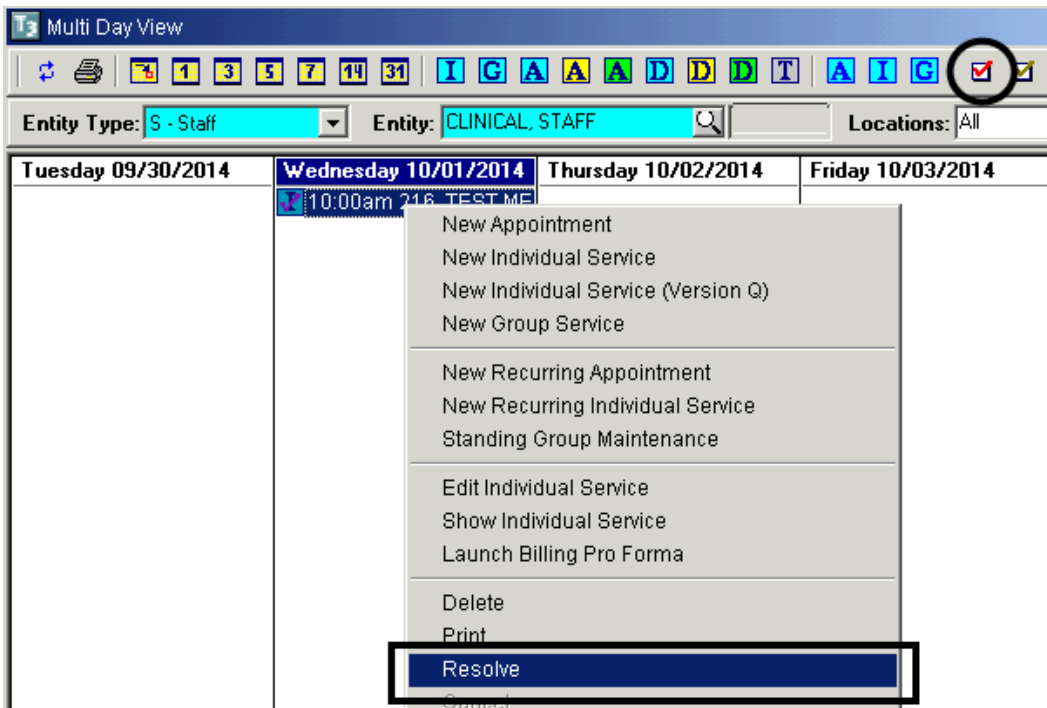 T3 Multi Day View
1 3 5 7 14 31 I G A A A D D D T A I G
Entity Type: S - Staff Entity: CLINICAL, STAFF Locations: All
Tuesday 09/30/2014 Wednesday 10/01/2014 Thursday 10/02/2014 Friday 10/03/2014
10:00am 216, TEST ME
New Appointment
New Individual Service
New Individual Service (Version Q)
New Group Service
New Recurring Appointment
New Recurring Individual Service
Standing Group Maintenance
Edit Individual Service
Show Individual Service
Launch Billing Pro Forma
Delete
Print
Resolve
Cancel